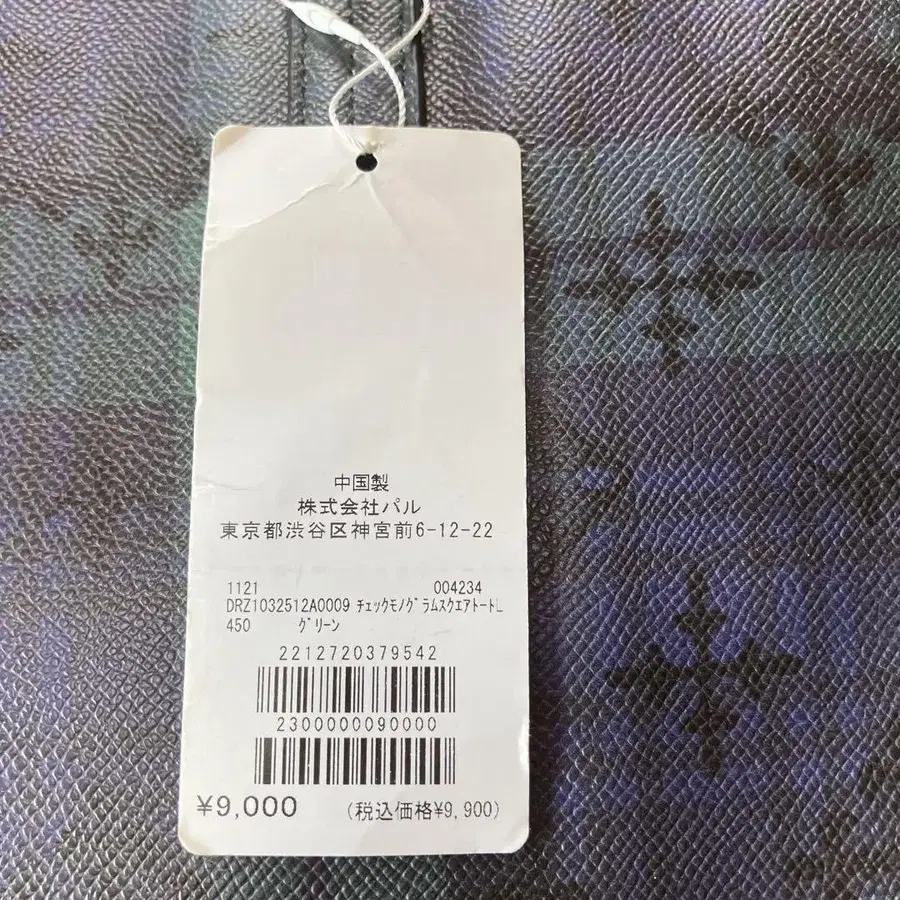 中国製
株式会社パル
東京都渋谷区神宮前6-12-22
1121 004234
DRZ1032512A0009 ﾁｪｯｸﾓﾉｸﾞﾗﾑｽｸｴｱﾄｰﾄL
450 ｸﾞﾘｰﾝ
2212720379542
2300000090000
¥9,000 (税込価格¥9,900)